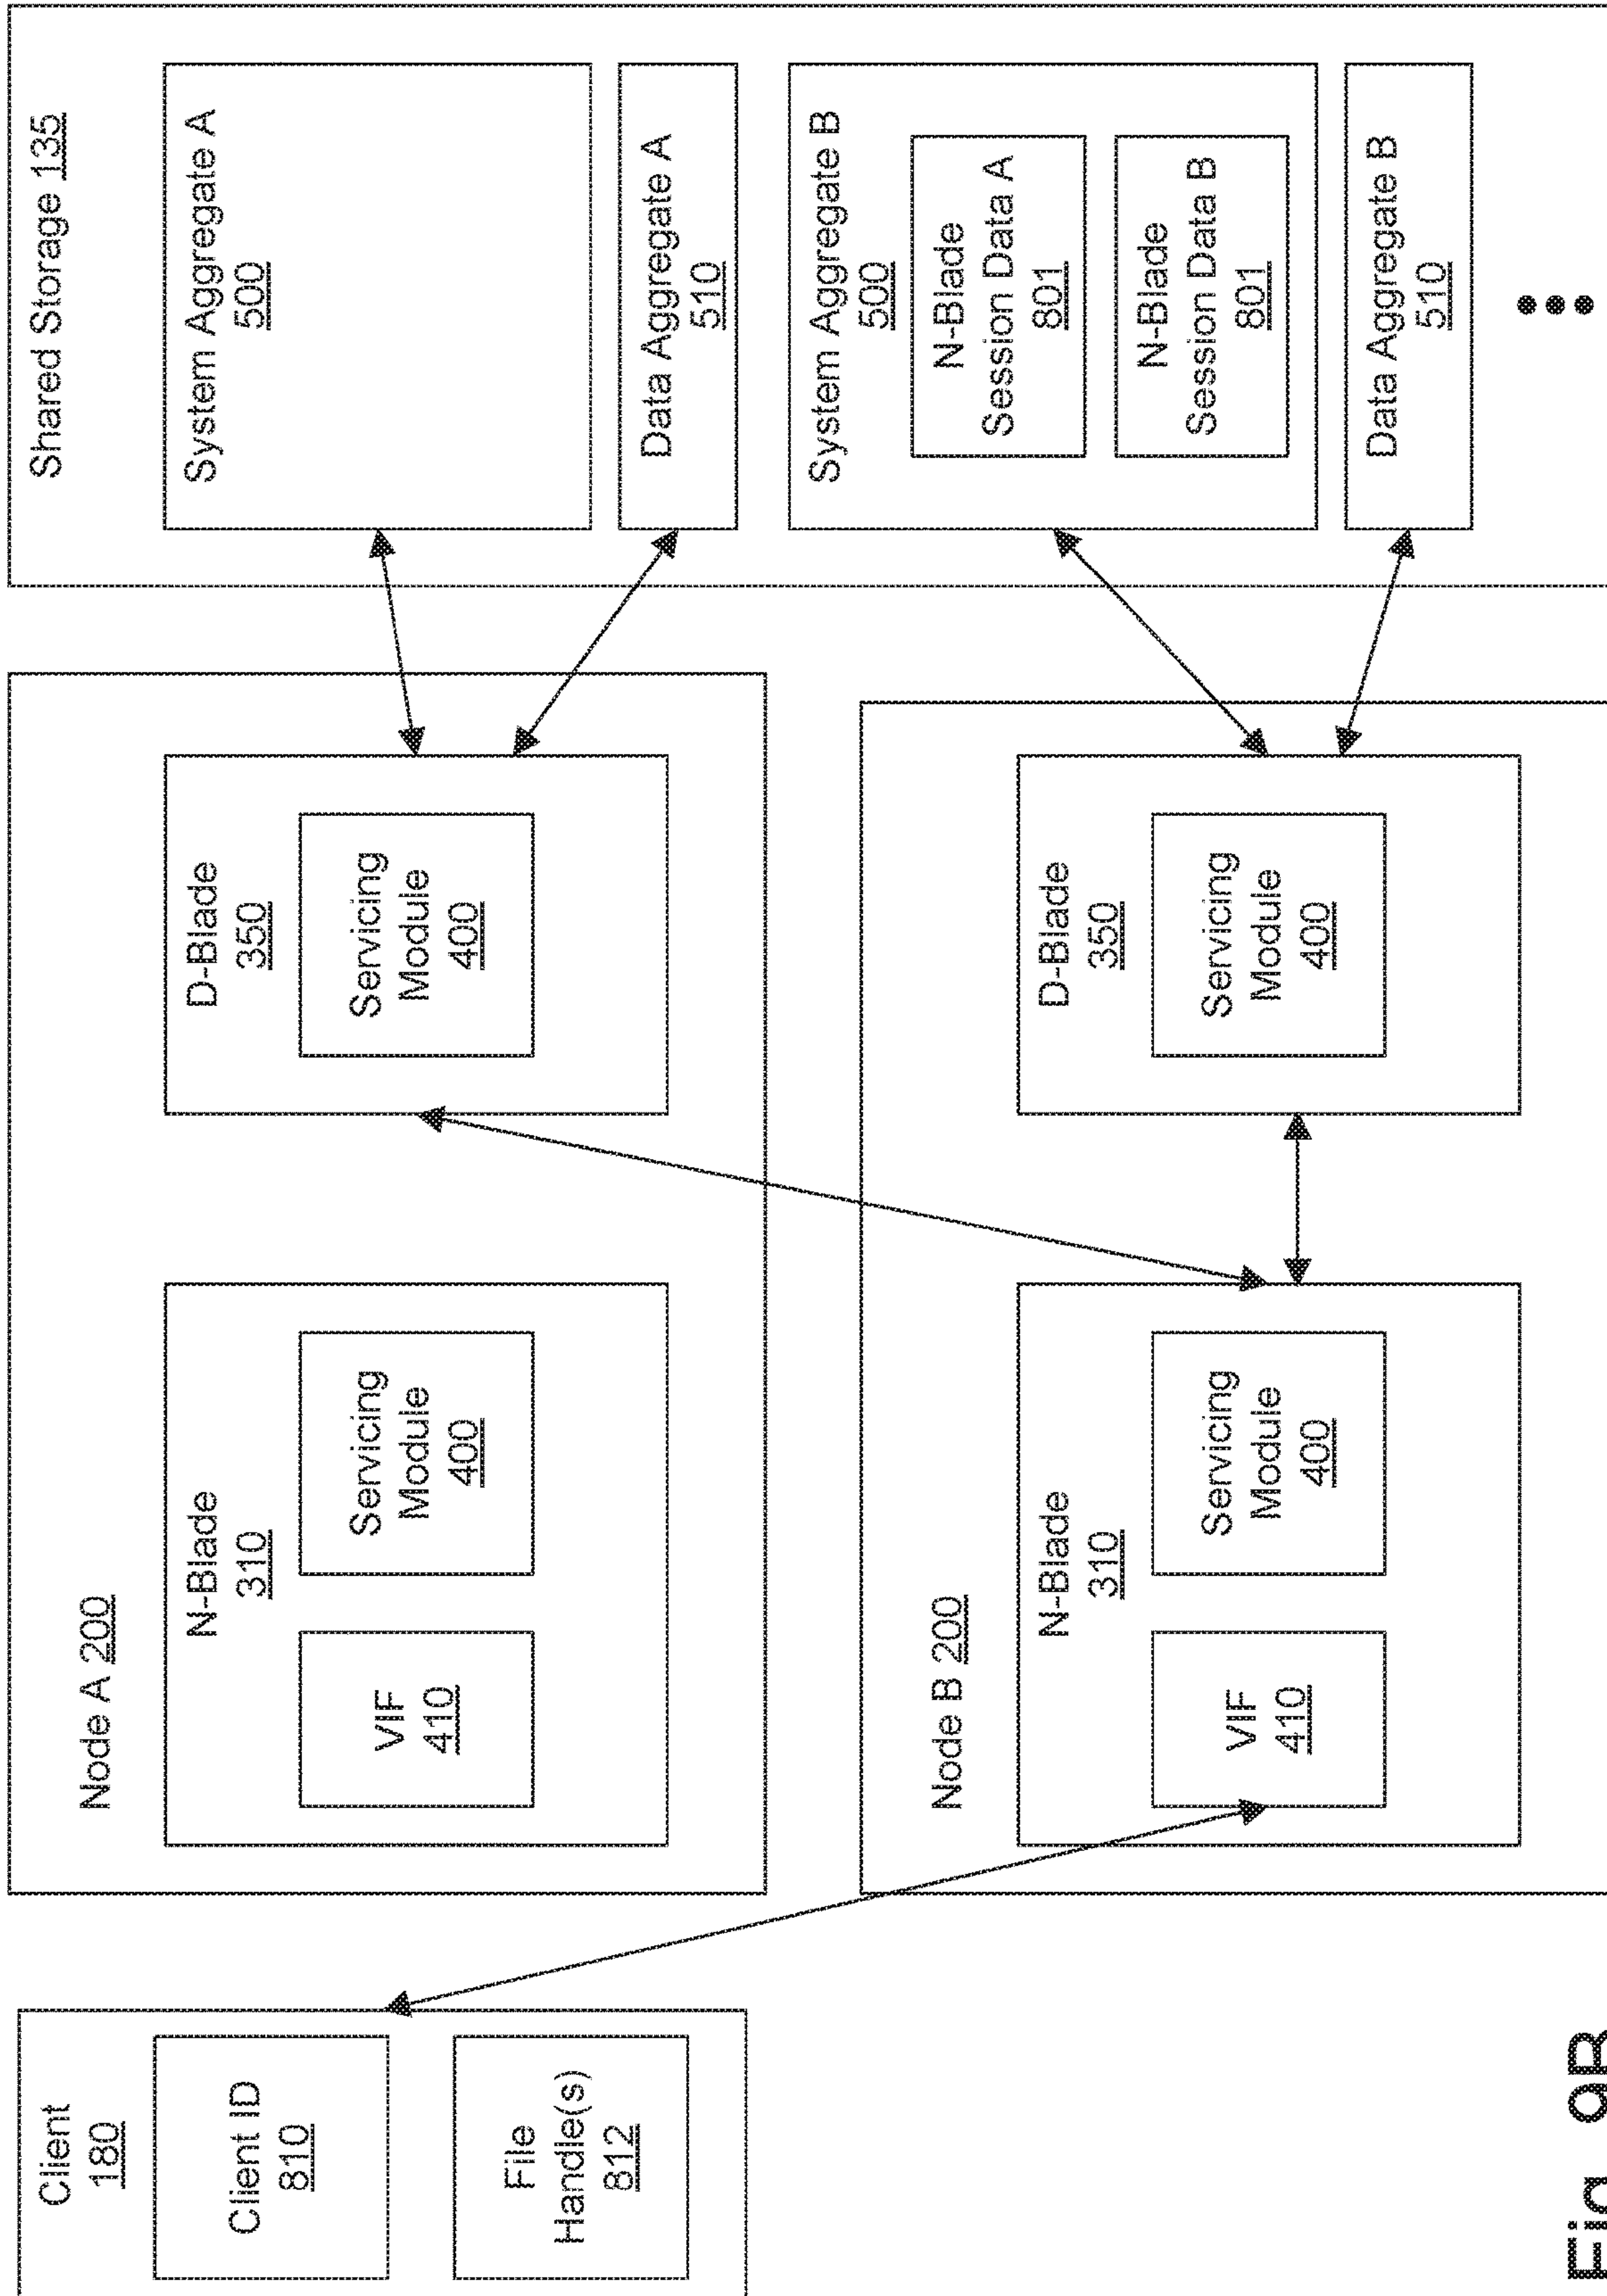 Client
180
Client ID
810
File
Handle(s)
812
Node A 200
N-Blade
310
VIF
410
Servicing
Module
400
D-Blade
350
Servicing
Module
400
Node B 200
N-Blade
310
VIF
410
Servicing
Module
400
D-Blade
350
Servicing
Module
400
Shared Storage 135
System Aggregate A
500
Data Aggregate A
510
System Aggregate B
500
N-Blade
Session Data A
801
N-Blade
Session Data B
801
Data Aggregate B
510
Fig 9B